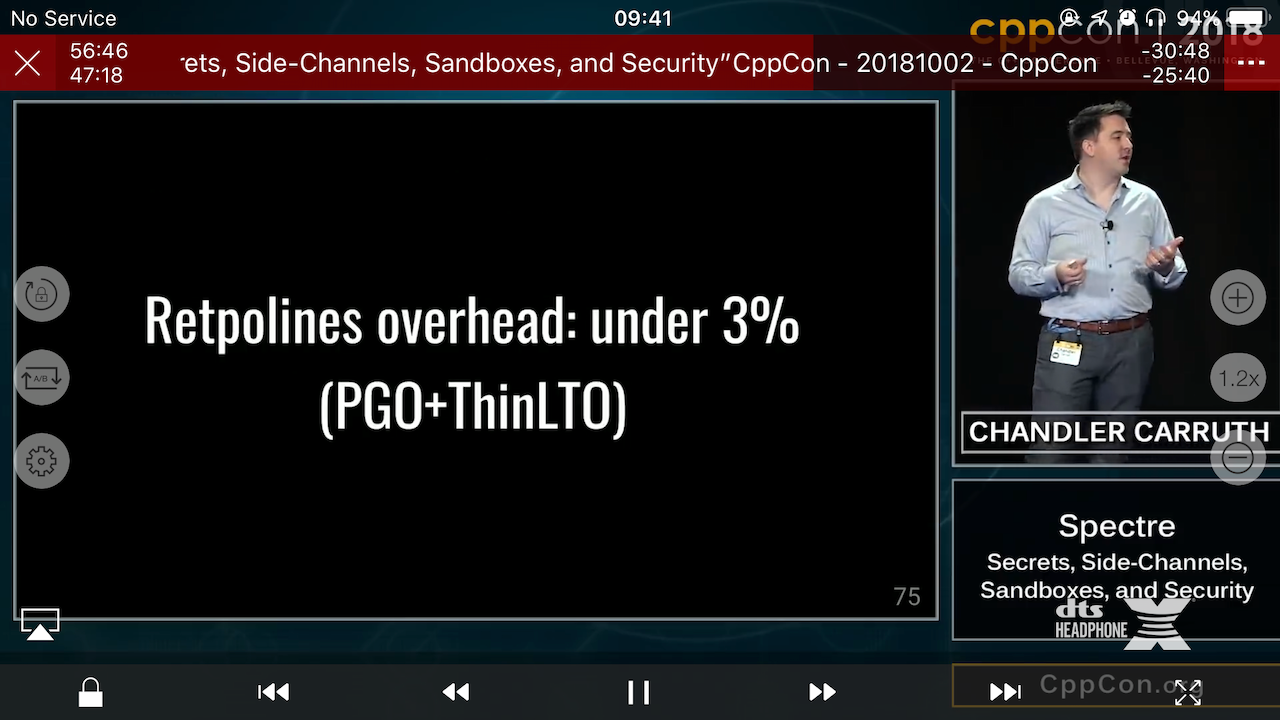 No Service
09:41
94%
cppcon 2018
56:46
47:18
rets, Side-Channels, Sandboxes, and Security”CppCon - 20181002 - CppCon
-30:48
-25:40
Retpolines overhead: under 3%
(PGO+ThinLTO)
75
A/B
1.2x
CHANDLER CARRUTH
Spectre
Secrets, Side-Channels,
Sandboxes, and Security
dts
HEADPHONE
CppCon.org